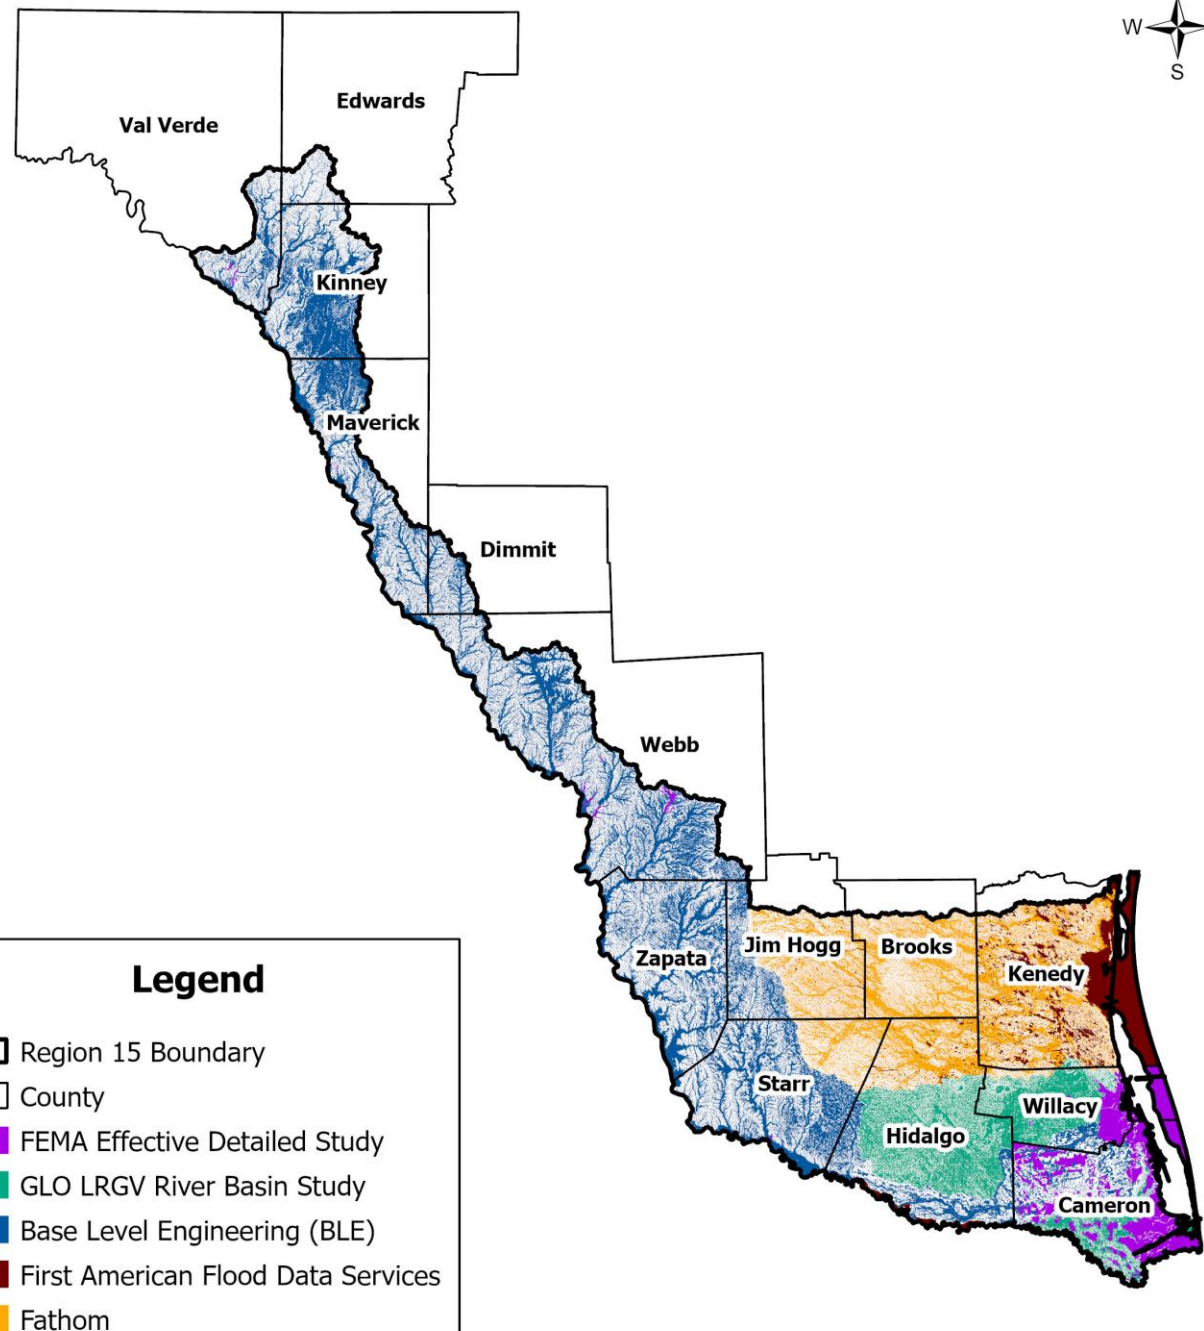 W
S
Edwards
Val Verde
Kinney
Maverick
Dimmit
Webb
Zapata
Jim Hogg
Brooks
Kenedy
Starr
Willacy
Hidalgo
Cameron
Legend
Region 15 Boundary
County
FEMA Effective Detailed Study
GLO LRGV River Basin Study
Base Level Engineering (BLE)
First American Flood Data Services
Fathom